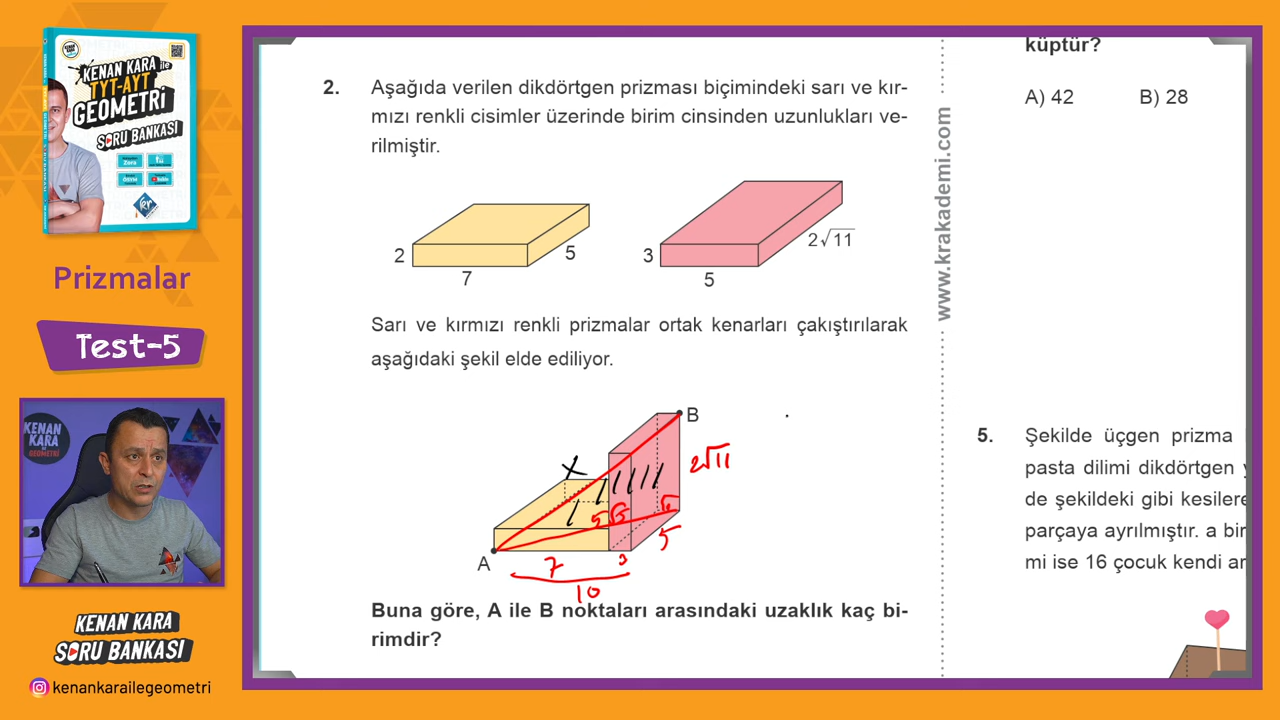 KENAN KARA ile
TYT-AYT
GEOMETRİ
SORU BANKASI
Prizmalar
Test-5
KENAN
KARA
GEOMETRİ
KENAN KARA
SORU BANKASI
kenankarailegeometri
2. Aşağıda verilen dikdörtgen prizması biçimindeki sarı ve kır-
mızı renkli cisimler üzerinde birim cinsinden uzunlukları ve-
rilmiştir.
2
7
5
3
5
2√11
Sarı ve kırmızı renkli prizmalar ortak kenarları çakıştırılarak
aşağıdaki şekil elde ediliyor.
B
x
2√11
5√5
5
A
7
3
10
Buna göre, A ile B noktaları arasındaki uzaklık kaç bi-
rimdir?
www.krakademi.com
küptür?
A) 42 B) 28
5. Şekilde üçgen prizma
pasta dilimi dikdörtgen y
de şekildeki gibi kesilere
parçaya ayrılmıştır. a bir
mi ise 16 çocuk kendi ar